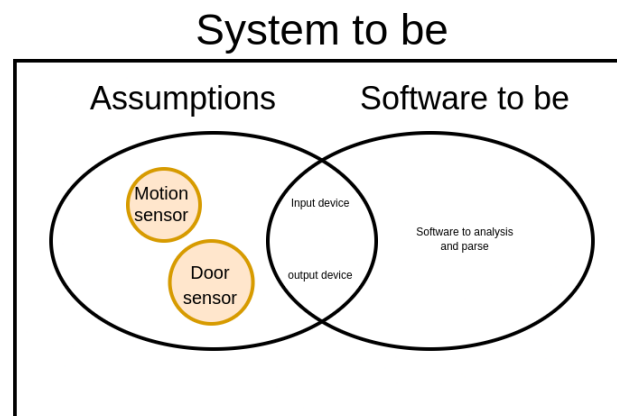 System to be
Assumptions
Software to be
Motion
sensor
Door
sensor
Input device
output device
Software to analysis
and parse